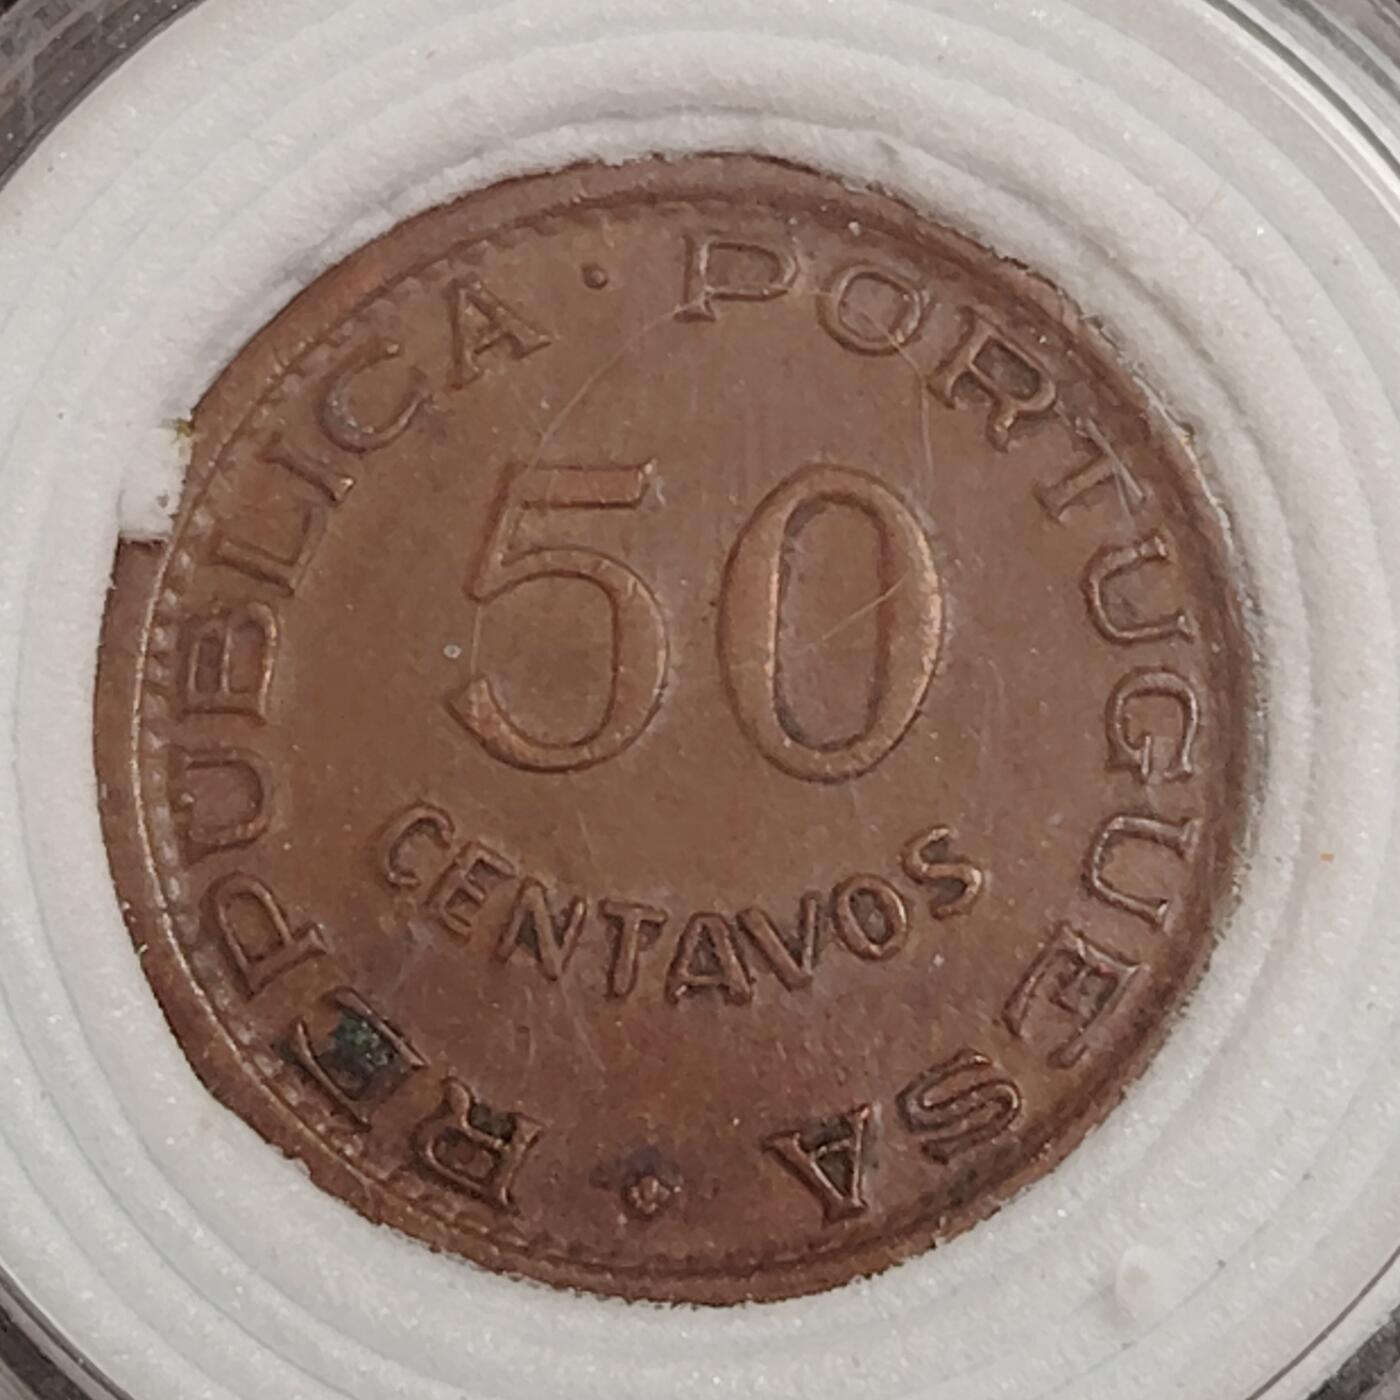 REPUBLICA · PORTUGUESA ·
50
CENTAVOS